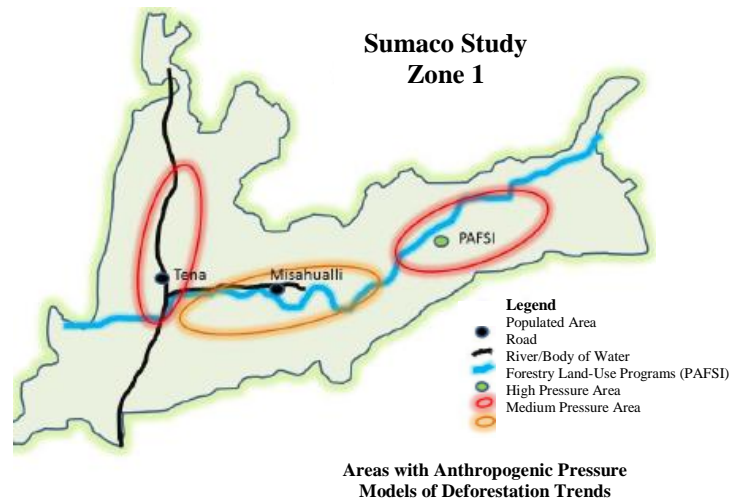 Sumaco Study
Zone 1
PAFSI
Tena
Misahualli
Legend
Populated Area
Road
River/Body of Water
Forestry Land-Use Programs (PAFSI)
High Pressure Area
Medium Pressure Area
Areas with Anthropogenic Pressure
Models of Deforestation Trends